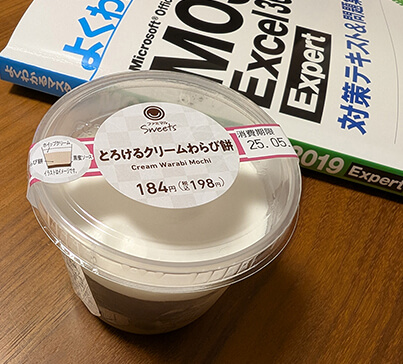 よくわ
Microsoft® Office
MOS
Excel 36
Expert
対策テキスト&問題集
よくわかるマスタ
2019 Expert
ファミマル
Sweets
とろけるクリームわらび餅
Cream Warabi Mochi
184円(税込198円)
消費期限
25.05.
ホイップクリーム
黒蜜ソース
わらび餅
イラストはイメージです。